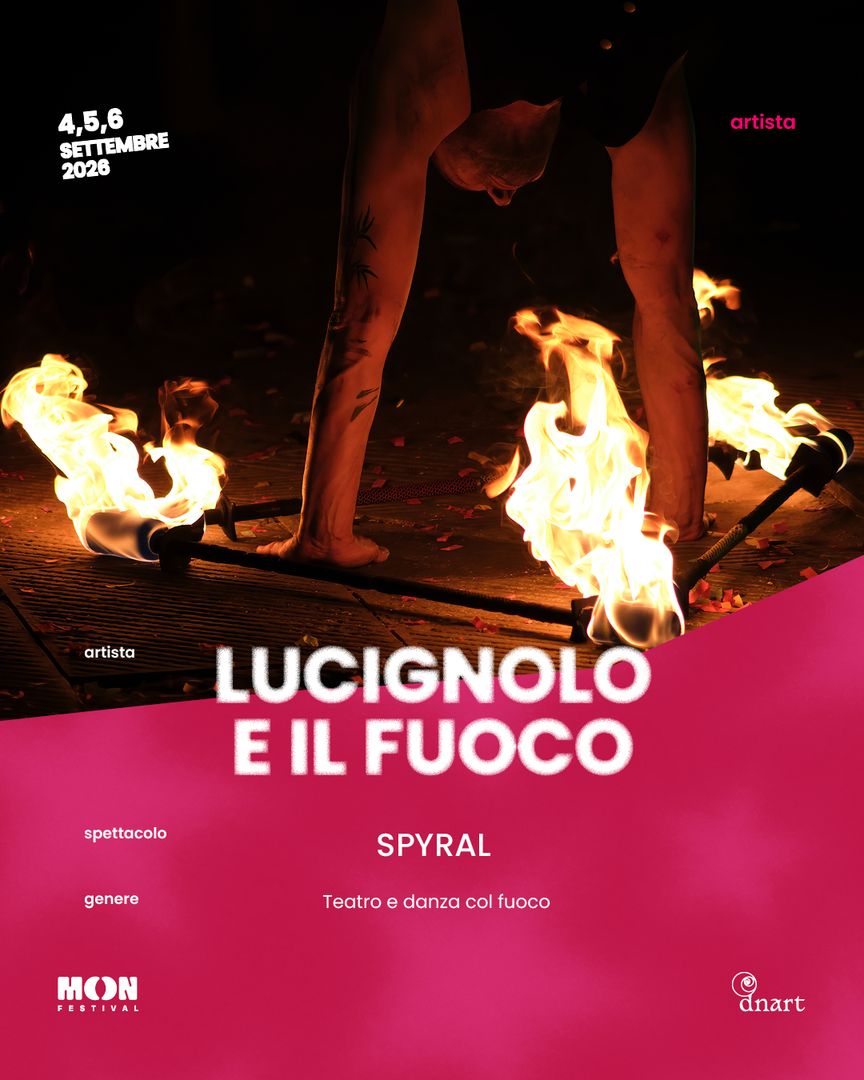 4,5,6
SETTEMBRE
2026
artista
artista
LUCIGNOLO
E IL FUOCO
spettacolo
SPYRAL
genere
Teatro e danza col fuoco
MON
FESTIVAL
dnart